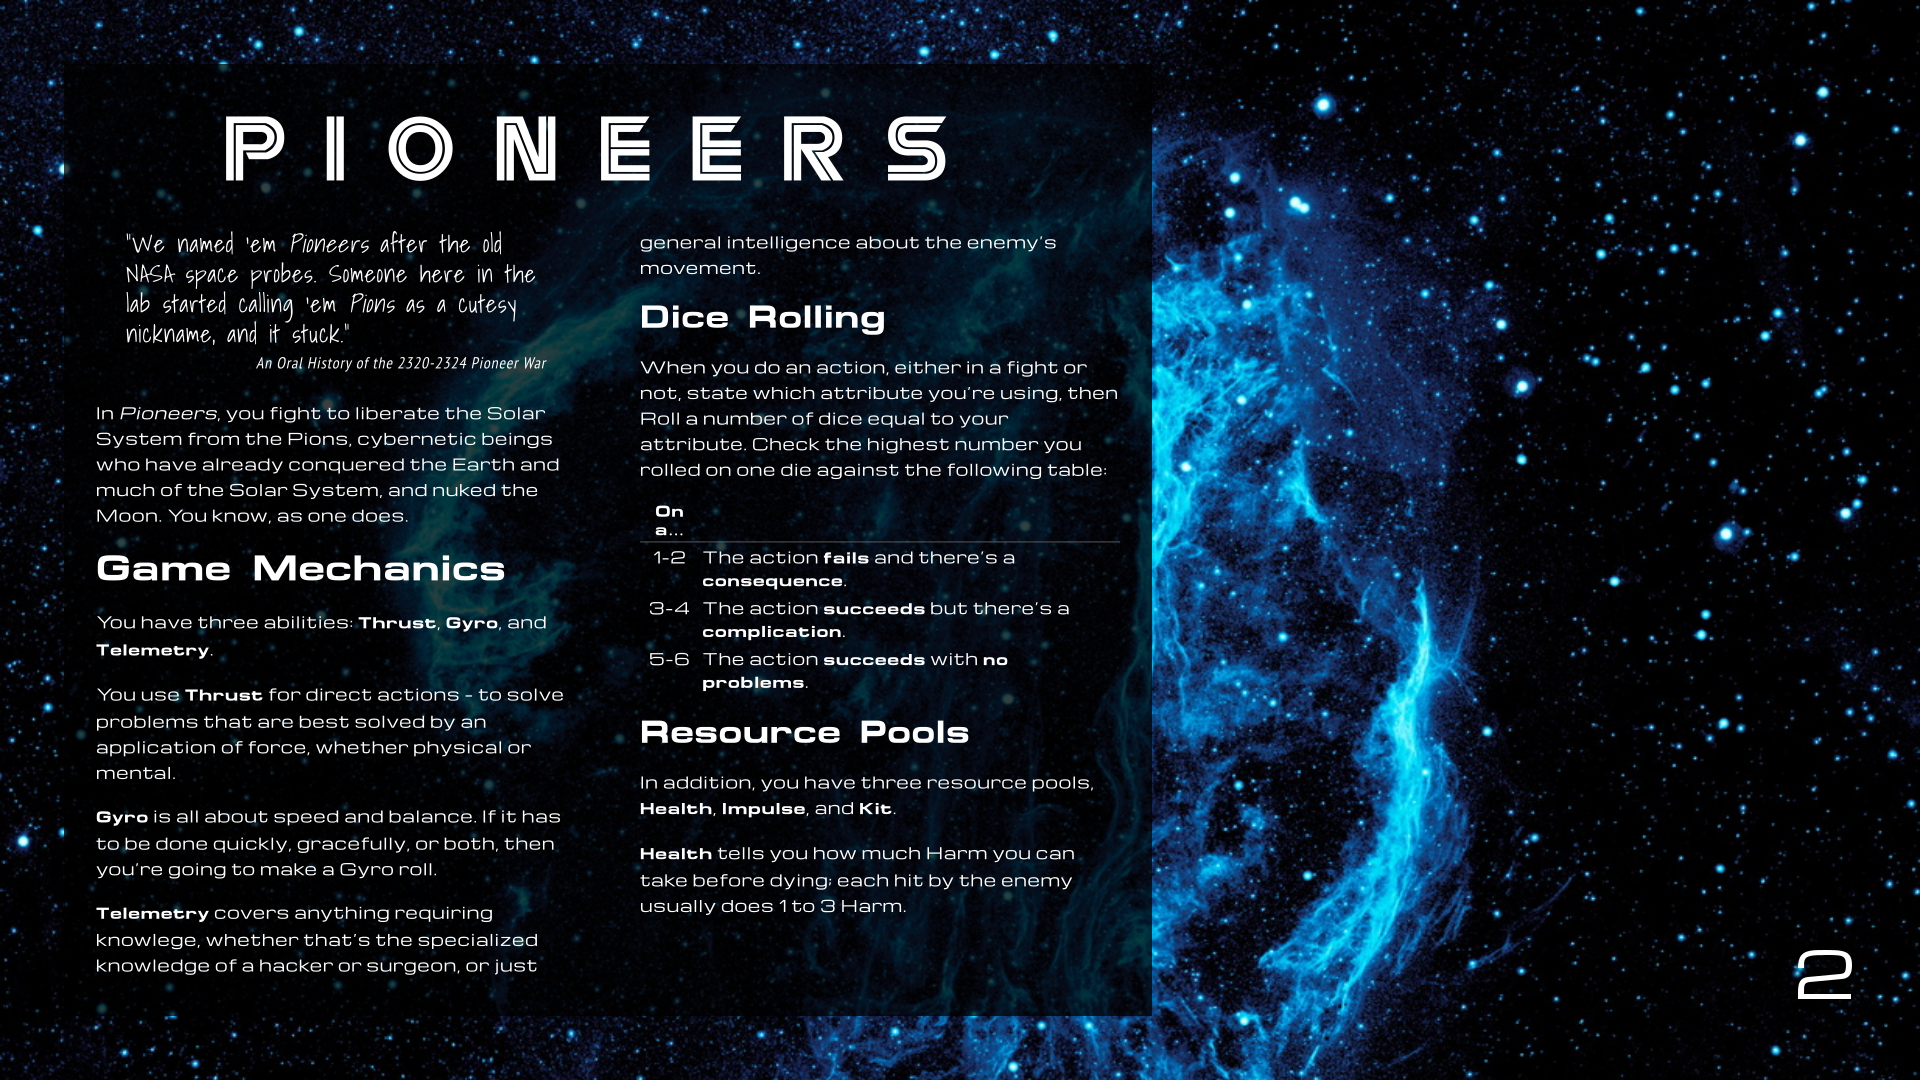 PIONEERS
"We named 'em Pioneers after the old
NASA space probes. Someone here in the
lab started calling 'em Pions as a cutesy
nickname, and it stuck."
An Oral History of the 2320-2324 Pioneer War
In Pioneers, you fight to liberate the Solar
System from the Pions, cybernetic beings
who have already conquered the Earth and
much of the Solar System, and nuked the
Moon. You know, as one does.
Game Mechanics
You have three abilities: Thrust, Gyro, and
Telemetry.
You use Thrust for direct actions - to solve
problems that are best solved by an
application of force, whether physical or
mental.
Gyro is all about speed and balance. If it has
to be done quickly, gracefully, or both, then
you’re going to make a Gyro roll.
Telemetry covers anything requiring
knowlege, whether that’s the specialized
knowledge of a hacker or surgeon, or just
general intelligence about the enemy’s
movement.
Dice Rolling
When you do an action, either in a fight or
not, state which attribute you’re using, then
Roll a number of dice equal to your
attribute. Check the highest number you
rolled on one die against the following table:
On
a...
1-2 The action fails and there’s a
consequence.
3-4 The action succeeds but there’s a
complication.
5-6 The action succeeds with no
problems.
Resource Pools
In addition, you have three resource pools,
Health, Impulse, and Kit.
Health tells you how much Harm you can
take before dying; each hit by the enemy
usually does 1 to 3 Harm.
2